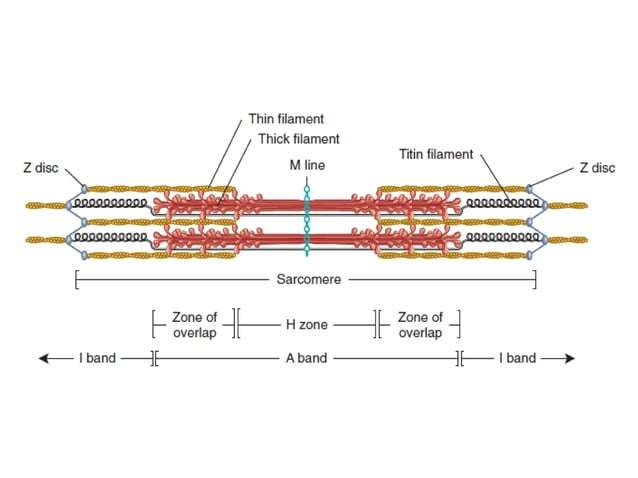 Thin filament
Thick filament
M line
Titin filament
Z disc
Z disc
Sarcomere
Zone of
overlap
H zone
Zone of
overlap
I band
A band
I band